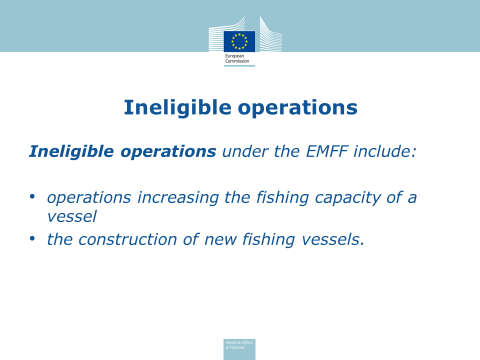 European
Commission
Ineligible operations
Ineligible operations under the EMFF include:
• operations increasing the fishing capacity of a
vessel
• the construction of new fishing vessels.